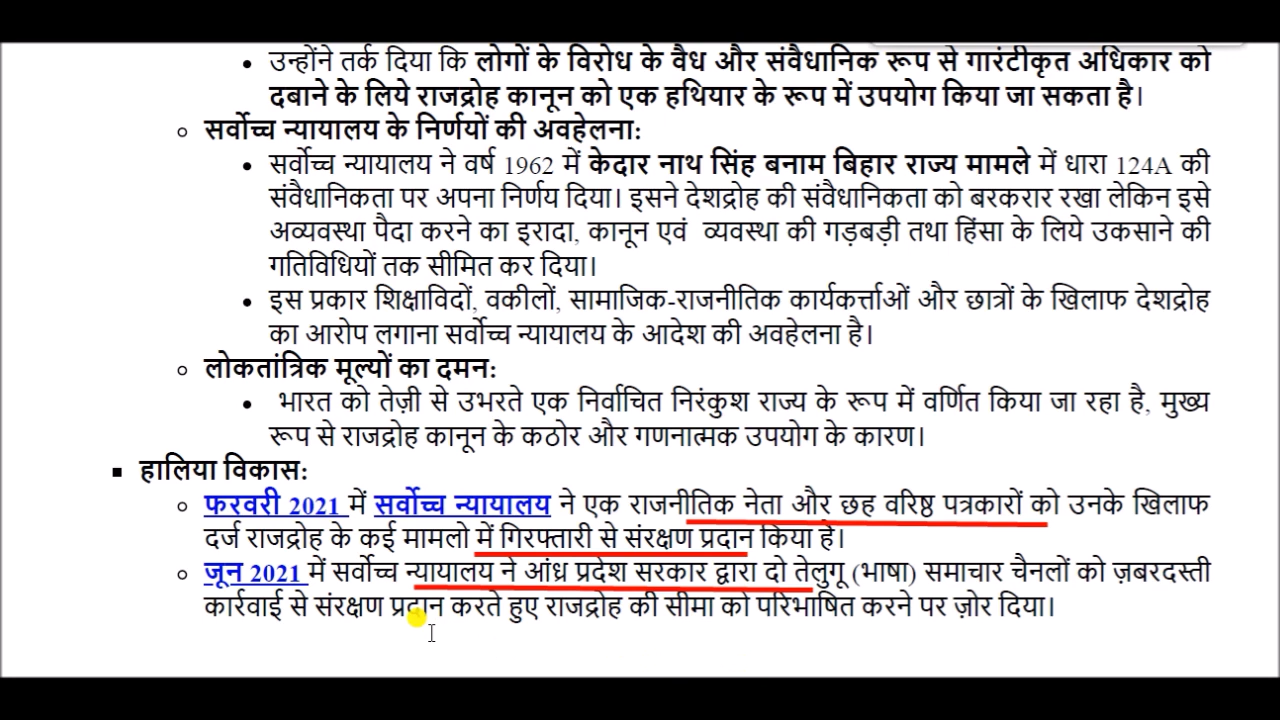 • उन्होंने तर्क दिया कि लोगों के विरोध के वैध और संवैधानिक रूप से गारंटीकृत अधिकार को
दबाने के लिये राजद्रोह कानून को एक हथियार के रूप में उपयोग किया जा सकता है।
○ सर्वोच्च न्यायालय के निर्णयों की अवहेलना:
• सर्वोच्च न्यायालय ने वर्ष 1962 में केदार नाथ सिंह बनाम बिहार राज्य मामले में धारा 124A की
संवैधानिकता पर अपना निर्णय दिया। इसने देशद्रोह की संवैधानिकता को बरकरार रखा लेकिन इसे
अव्यवस्था पैदा करने का इरादा, कानून एवं व्यवस्था की गड़बड़ी तथा हिंसा के लिये उकसाने की
गतिविधियों तक सीमित कर दिया।
• इस प्रकार शिक्षाविदों, वकीलों, सामाजिक-राजनीतिक कार्यकर्त्ताओं और छात्रों के खिलाफ देशद्रोह
का आरोप लगाना सर्वोच्च न्यायालय के आदेश की अवहेलना है।
○ लोकतांत्रिक मूल्यों का दमन:
• भारत को तेज़ी से उभरते एक निर्वाचित निरंकुश राज्य के रूप में वर्णित किया जा रहा है, मुख्य
रूप से राजद्रोह कानून के कठोर और गणनात्मक उपयोग के कारण।
▪ हालिया विकास:
○ फरवरी 2021 में सर्वोच्च न्यायालय ने एक राजनीतिक नेता और छह वरिष्ठ पत्रकारों को उनके खिलाफ
दर्ज राजद्रोह के कई मामलो में गिरफ्तारी से संरक्षण प्रदान किया है।
○ जून 2021 में सर्वोच्च न्यायालय ने आंध्र प्रदेश सरकार द्वारा दो तेलुगू (भाषा) समाचार चैनलों को ज़बरदस्ती
कार्रवाई से संरक्षण प्रदान करते हुए राजद्रोह की सीमा को परिभाषित करने पर ज़ोर दिया।